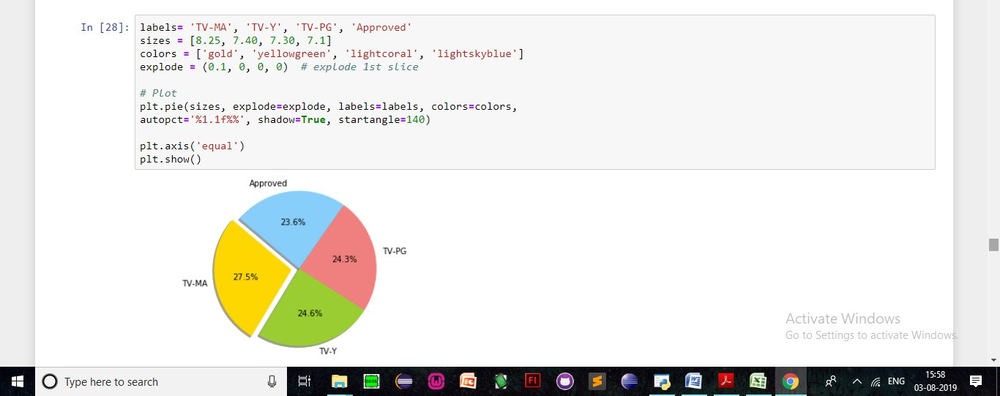 In [28]:
labels= 'TV-MA', 'TV-Y', 'TV-PG', 'Approved'
sizes = [8.25, 7.40, 7.30, 7.1]
colors = ['gold', 'yellowgreen', 'lightcoral', 'lightskyblue']
explode = (0.1, 0, 0, 0)  # explode 1st slice
# Plot
plt.pie(sizes, explode=explode, labels=labels, colors=colors,
autopct='%1.1f%%', shadow=True, startangle=140)
plt.axis('equal')
plt.show()
Approved
23.6%
TV-PG
24.3%
27.5%
TV-MA
24.6%
TV-Y
Activate Windows
Go to Settings to activate Windows.
Type here to search
8086
Fl
ENG
15:58
03-08-2019